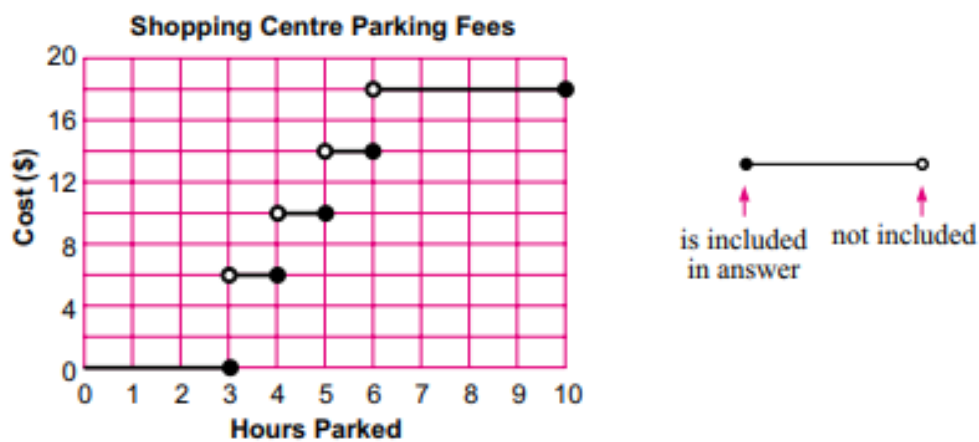 Shopping Centre Parking Fees
20
16
12
8
4
0
Cost ($)
0 1 2 3 4 5 6 7 8 9 10
Hours Parked
is included
in answer
not included